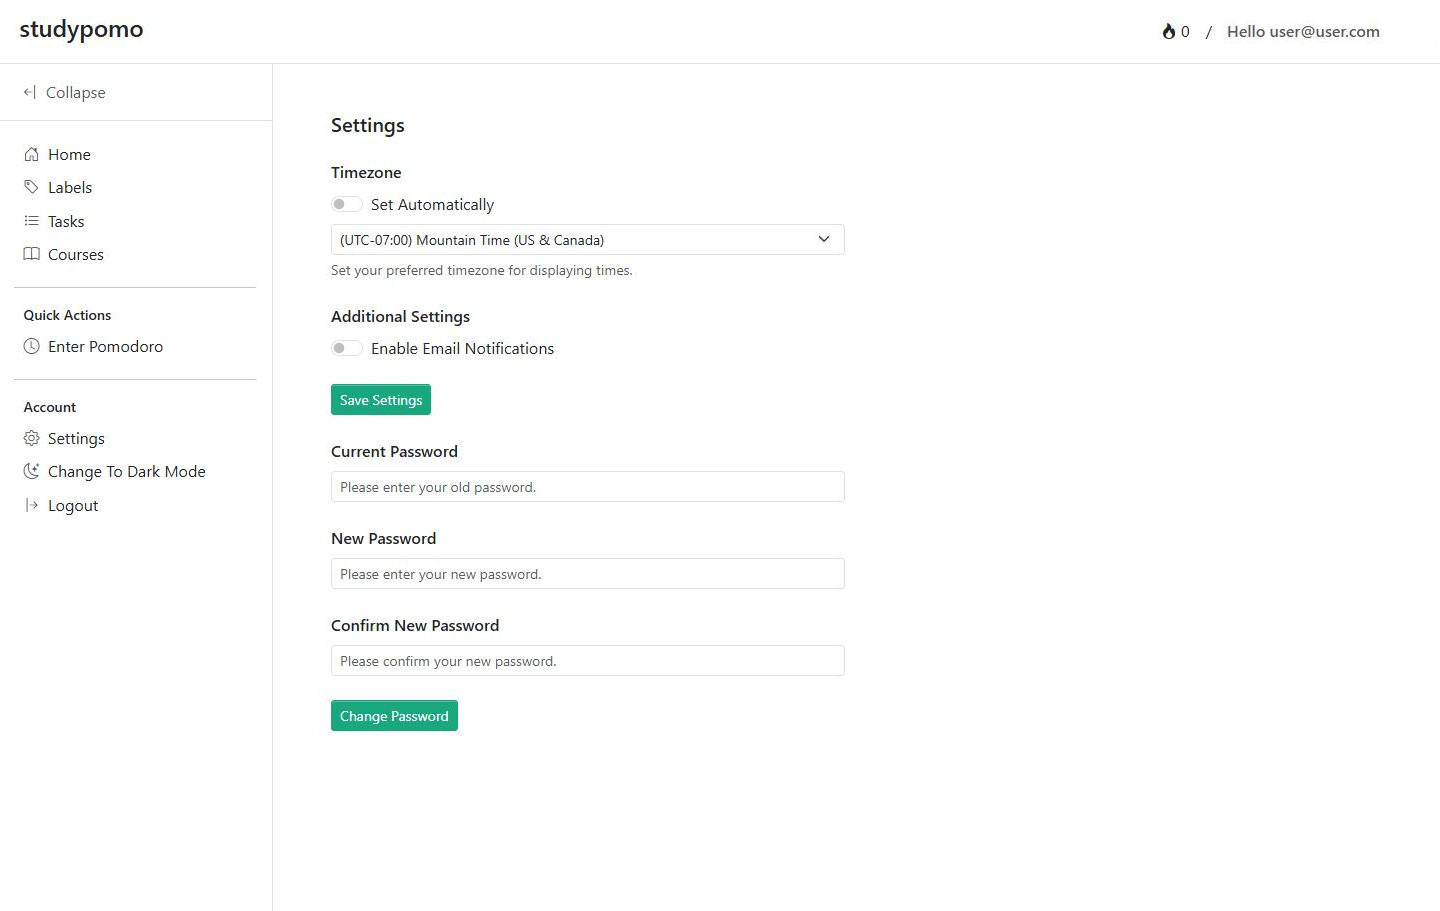 studypomo
0 / Hello user@user.com
Collapse
Home
Labels
Tasks
Courses
Quick Actions
Enter Pomodoro
Account
Settings
Change To Dark Mode
Logout
Settings
Timezone
Set Automatically
(UTC-07:00) Mountain Time (US & Canada)
Set your preferred timezone for displaying times.
Additional Settings
Enable Email Notifications
Save Settings
Current Password
Please enter your old password.
New Password
Please enter your new password.
Confirm New Password
Please confirm your new password.
Change Password